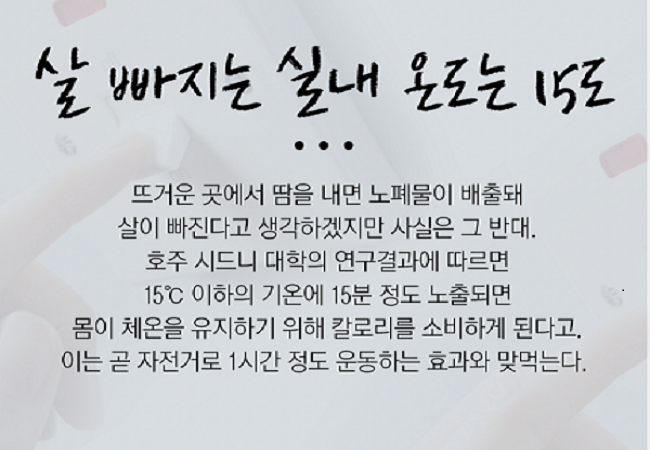 살 빠지는 실내 온도는 15도
...
뜨거운 곳에서 땀을 내면 노폐물이 배출돼
살이 빠진다고 생각하겠지만 사실은 그 반대.
호주 시드니 대학의 연구결과에 따르면
15℃ 이하의 기온에 15분 정도 노출되면
몸이 체온을 유지하기 위해 칼로리를 소비하게 된다고.
이는 곧 자전거로 1시간 정도 운동하는 효과와 맞먹는다.